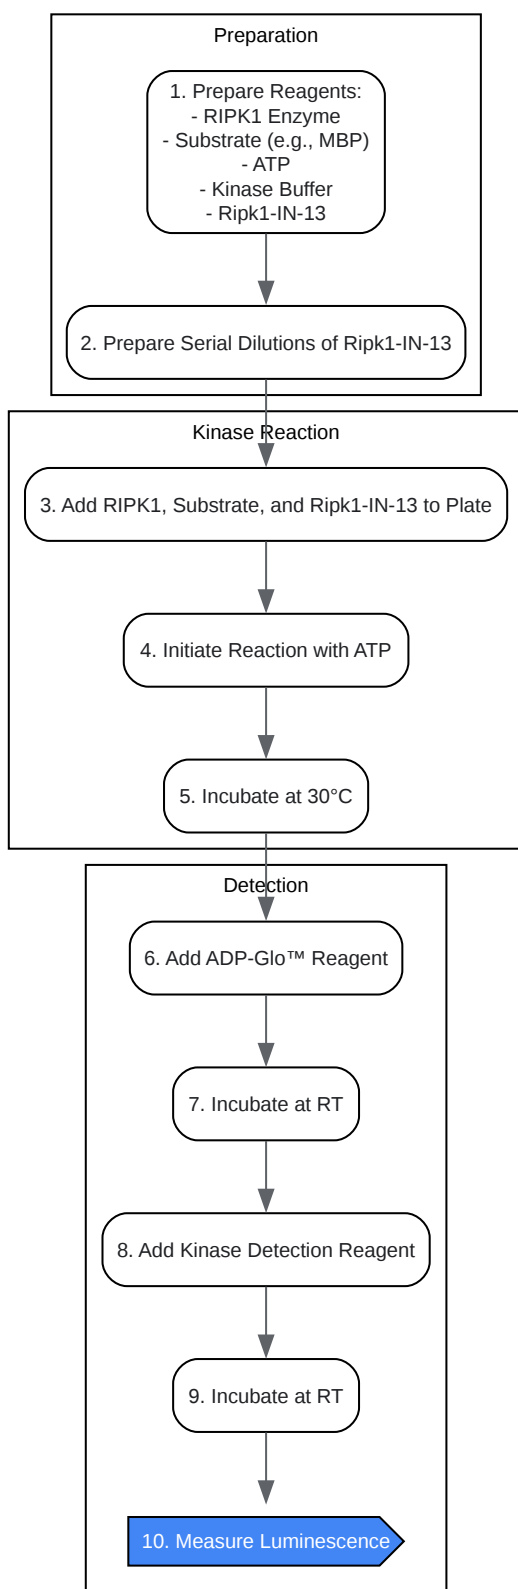 Preparation
1. Prepare Reagents:
- RIPK1 Enzyme
- Substrate (e.g., MBP)
- ATP
- Kinase Buffer
- Ripk1-IN-13
2. Prepare Serial Dilutions of Ripk1-IN-13
Kinase Reaction
3. Add RIPK1, Substrate, and Ripk1-IN-13 to Plate
4. Initiate Reaction with ATP
5. Incubate at 30°C
Detection
6. Add ADP-Glo™ Reagent
7. Incubate at RT
8. Add Kinase Detection Reagent
9. Incubate at RT
10. Measure Luminescence